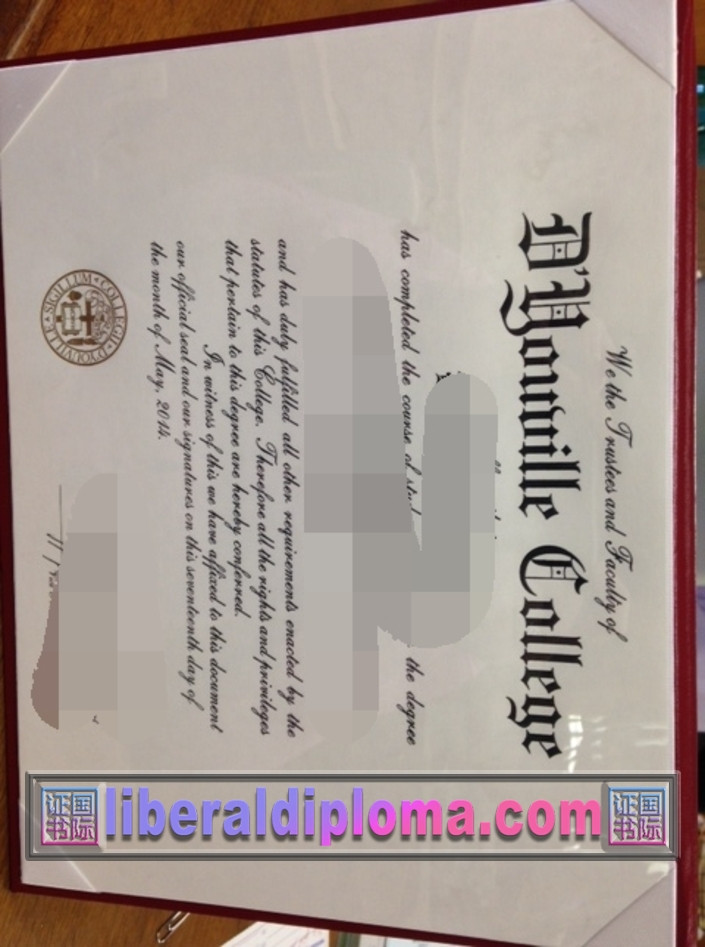 We the Trustees and Faculty of
D'Youville College
has completed the course of
the degree
and has duly fulfilled all other requirements enacted by the
statutes of this College. Therefore all the rights and privileges
that pertain to this degree are hereby conferred.
In witness of this we have affixed to this document
our official seal and our signatures on this seventeenth day of
the month of May, 2014.
SIGILLUM COLLEGII D'YOUVILLE
国际证书
liberaldiploma.com
国际证书